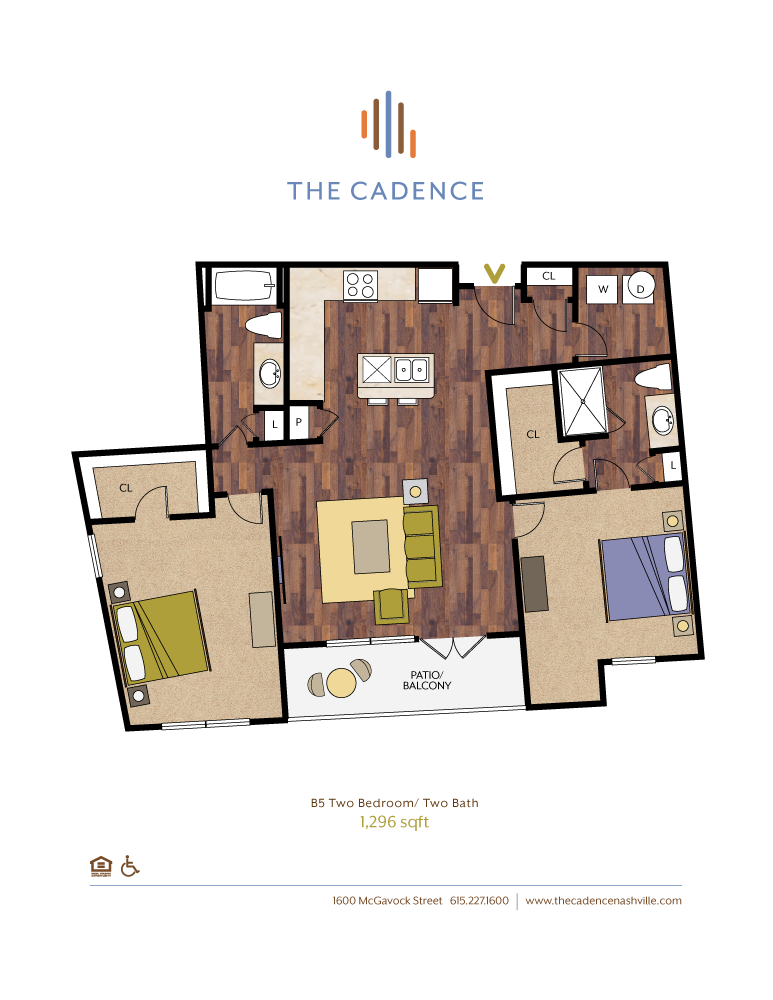 THE CADENCE
CL
W
D
L
P
CL
L
CL
PATIO/
BALCONY
B5 Two Bedroom/ Two Bath
1,296 sqft
1600 McGavock Street 615.227.1600 | www.thecadencenashville.com